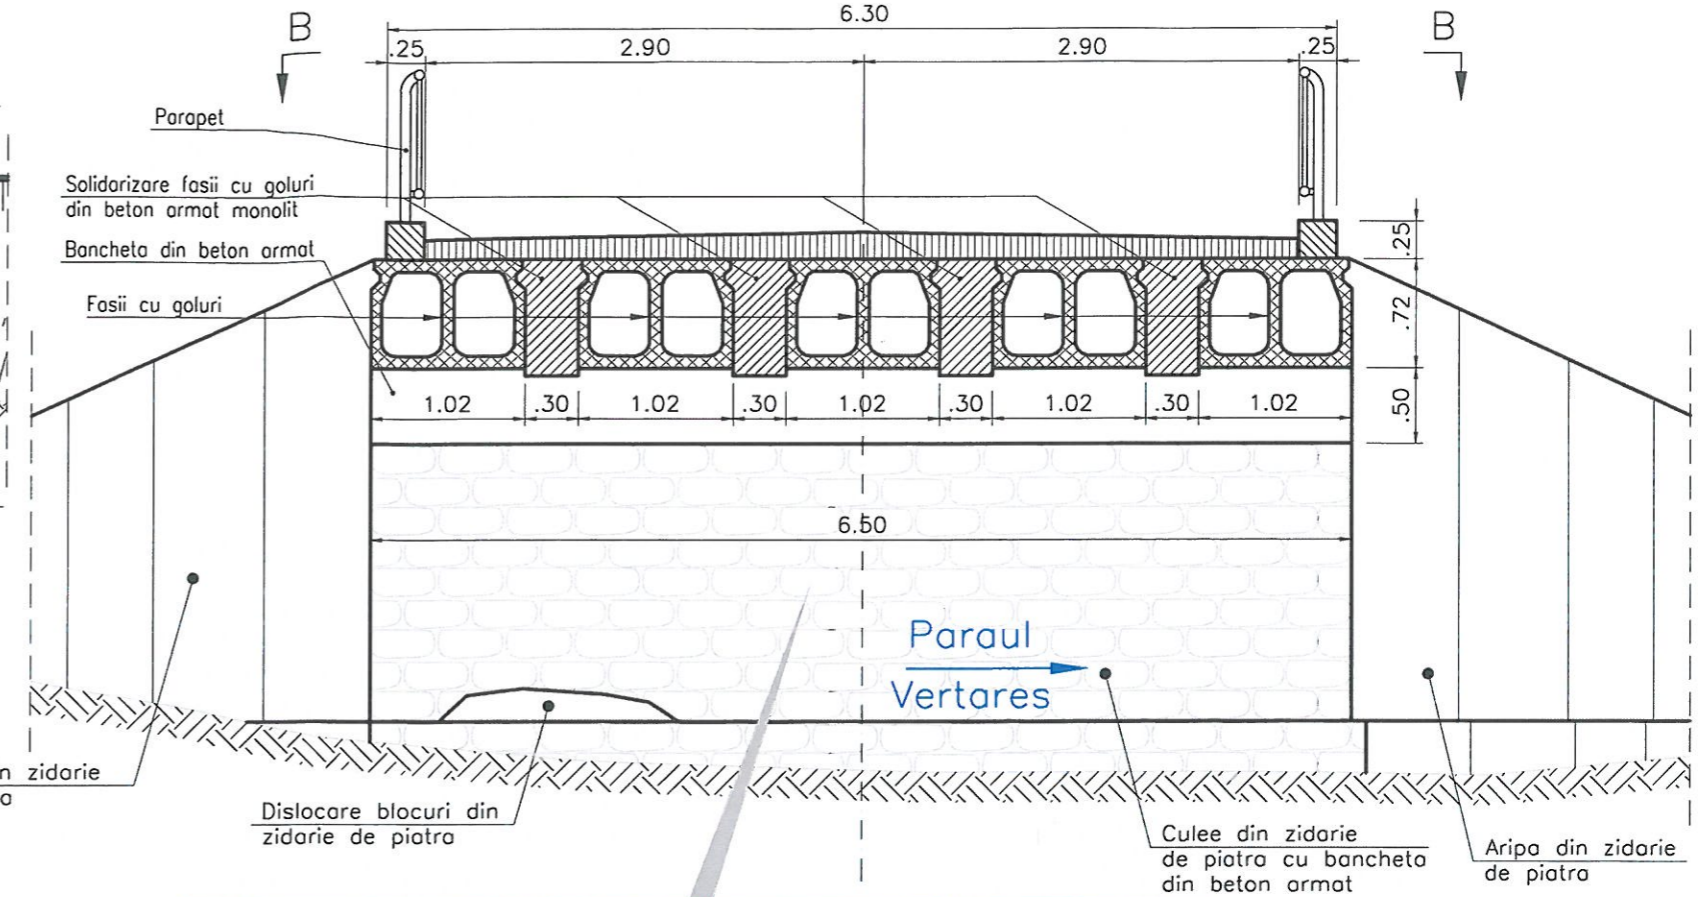 6.30
B
B
.25
2.90
2.90
.25
Parapet
Solidarizare fasii cu goluri
din beton armat monolit
Bancheta din beton armat
Fasii cu goluri
.25
.72
.50
1.02
.30
1.02
.30
1.02
.30
1.02
.30
1.02
6.50
Paraul
Vertares
n zidarie
a
Dislocare blocuri din
zidarie de piatra
Culee din zidarie
de piatra cu bancheta
din beton armat
Aripa din zidarie
de piatra